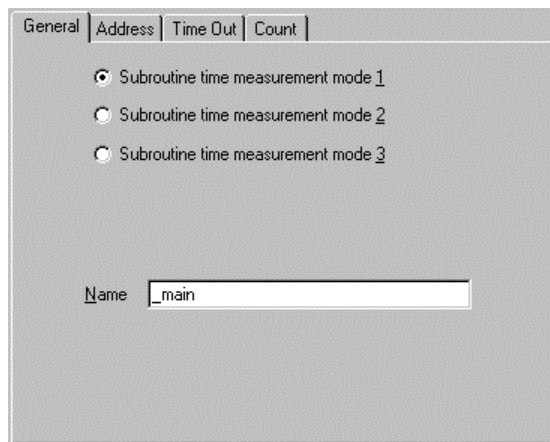 General Address Time Out Count
Subroutine time measurement mode 1
Subroutine time measurement mode 2
Subroutine time measurement mode 3
Name _main